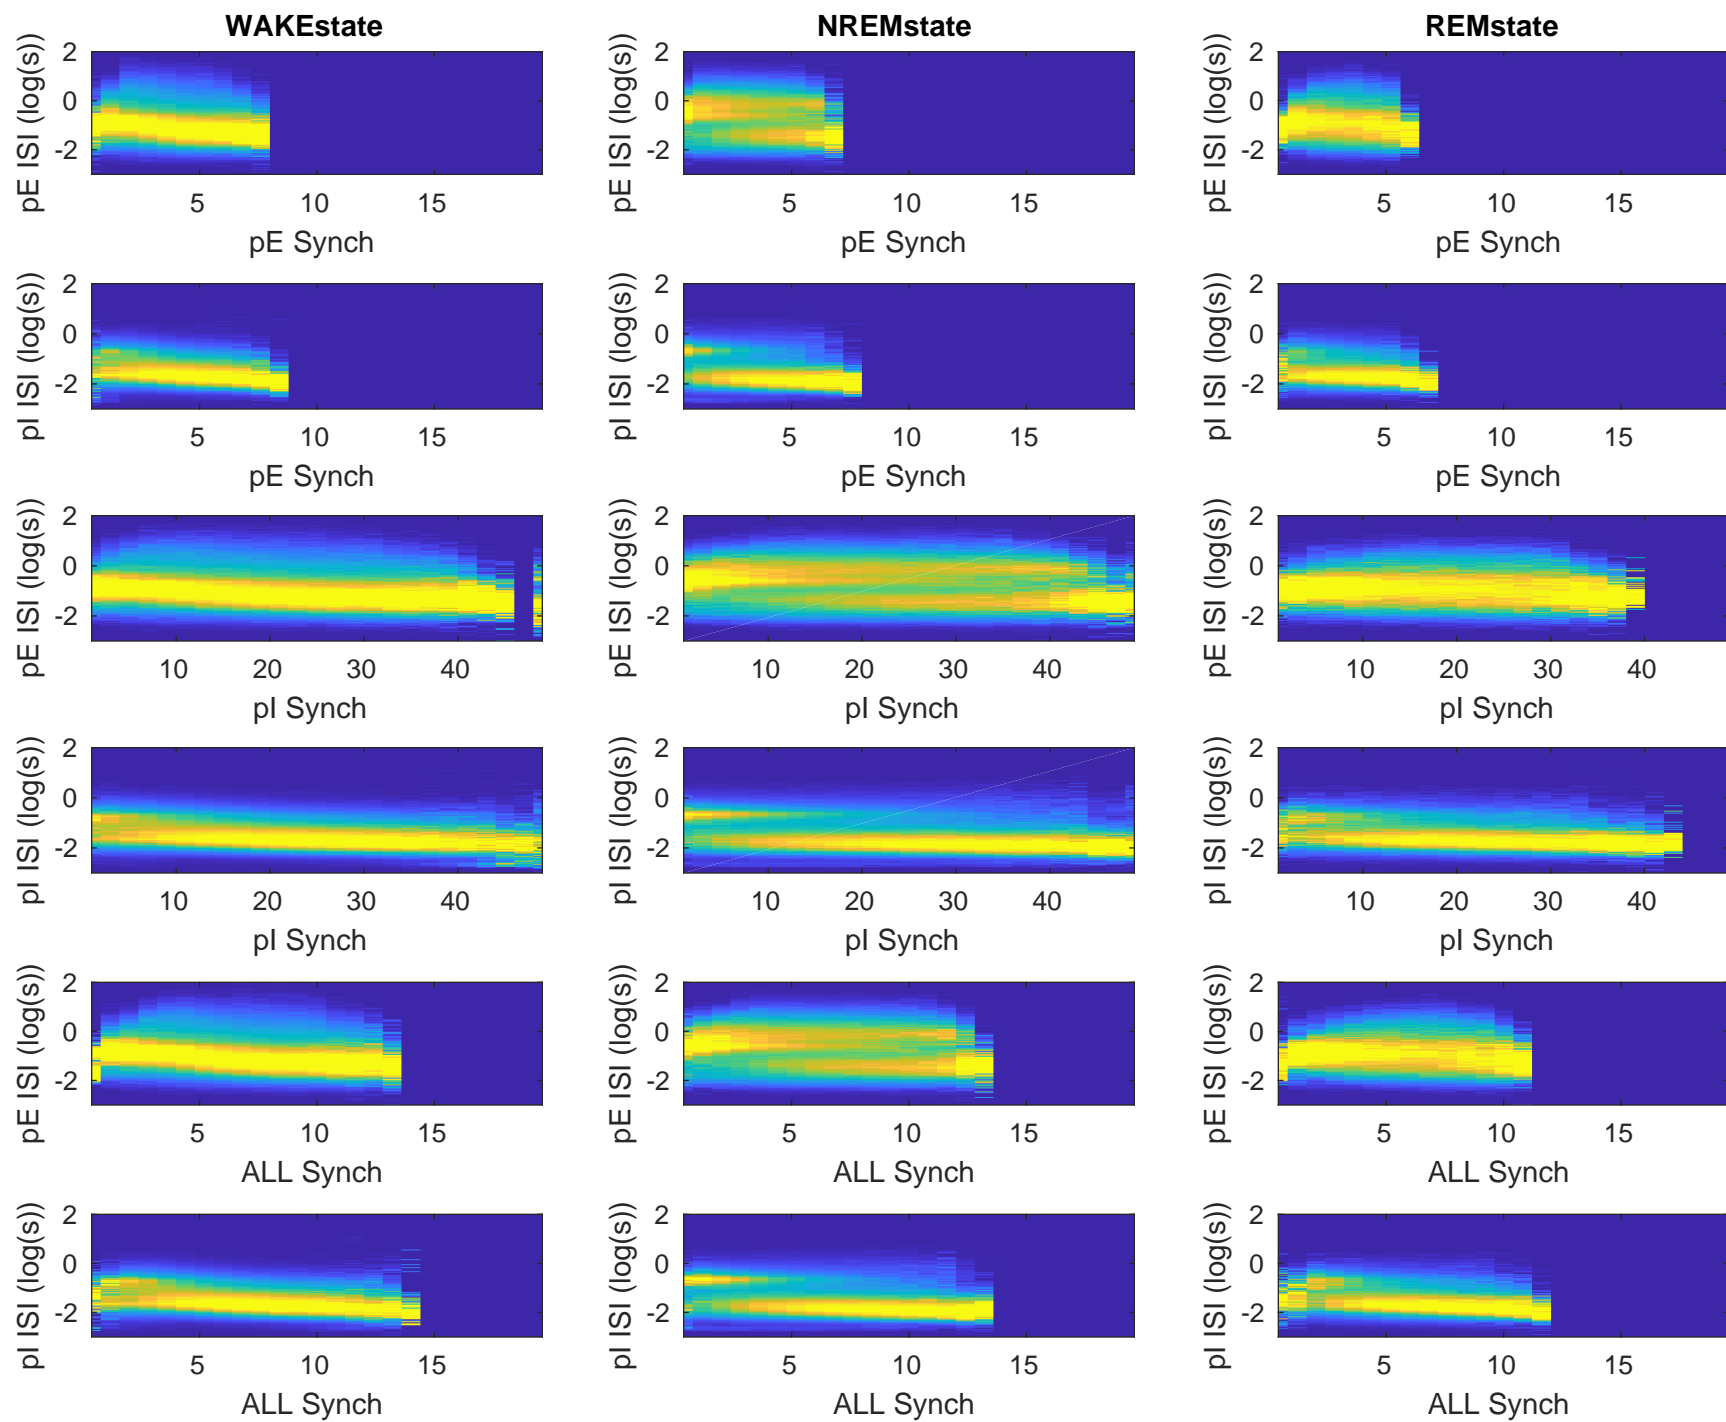 WAKEstate NREMstate REMstate
pE ISI (log(s)) 2 0 -2 pE ISI (log(s)) 2 0 -2 pE ISI (log(s)) 2 0 -2
5 10 15 5 10 15 5 10 15
pE Synch pE Synch pE Synch
pI ISI (log(s)) 2 0 -2 pI ISI (log(s)) 2 0 -2 pI ISI (log(s)) 2 0 -2
5 10 15 5 10 15 5 10 15
pE Synch pE Synch pE Synch
pE ISI (log(s)) 2 0 -2 pE ISI (log(s)) 2 0 -2 pE ISI (log(s)) 2 0 -2
10 20 30 40 10 20 30 40 10 20 30 40
pI Synch pI Synch pI Synch
pI ISI (log(s)) 2 0 -2 pI ISI (log(s)) 2 0 -2 pI ISI (log(s)) 2 0 -2
10 20 30 40 10 20 30 40 10 20 30 40
pI Synch pI Synch pI Synch
pE ISI (log(s)) 2 0 -2 pE ISI (log(s)) 2 0 -2 pE ISI (log(s)) 2 0 -2
5 10 15 5 10 15 5 10 15
ALL Synch ALL Synch ALL Synch
pI ISI (log(s)) 2 0 -2 pI ISI (log(s)) 2 0 -2 pI ISI (log(s)) 2 0 -2
5 10 15 5 10 15 5 10 15
ALL Synch ALL Synch ALL Synch